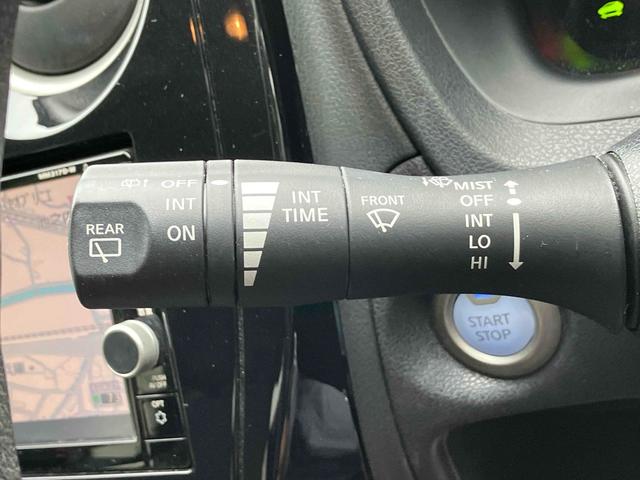 OFF
INT
ON
REAR
INT
TIME
FRONT
MIST
OFF
INT
LO
HI
START
STOP